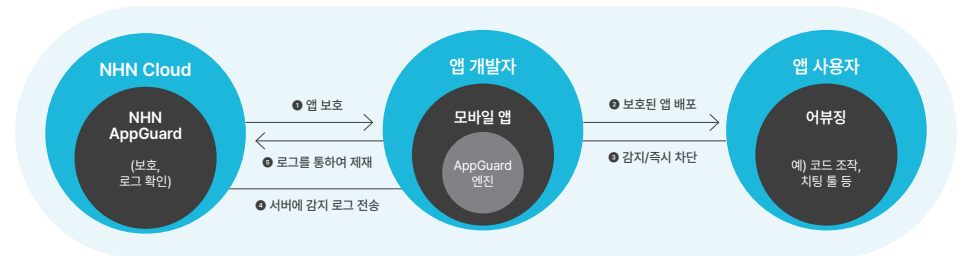 NHN Cloud
NHN
AppGuard
(보호,
로그 확인)
❶ 앱 보호
❺ 로그를 통하여 제재
❹ 서버에 감지 로그 전송
앱 개발자
모바일 앱
AppGuard
엔진
❷ 보호된 앱 배포
❸ 감지/즉시 차단
앱 사용자
어뷰징
예) 코드 조작,
치팅 툴 등